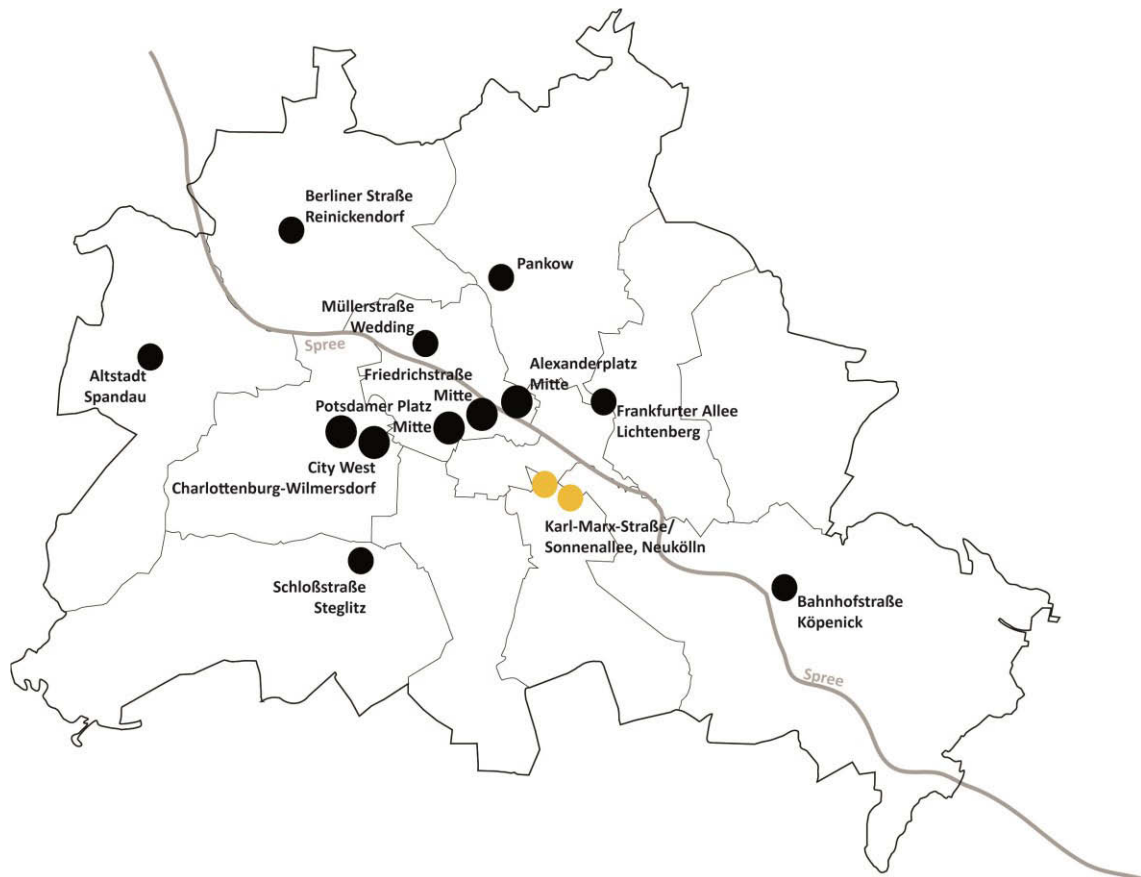 Berliner Straße
Reinickendorf
Pankow
Müllerstraße
Wedding
Spree
Altstadt
Spandau
Alexanderplatz
Mitte
Friedrichstraße
Mitte
Potsdamer Platz
Mitte
Frankfurter Allee
Lichtenberg
City West
Charlottenburg-Wilmersdorf
Karl-Marx-Straße/
Sonnenallee, Neukölln
Schloßstraße
Steglitz
Bahnhofstraße
Köpenick
Spree